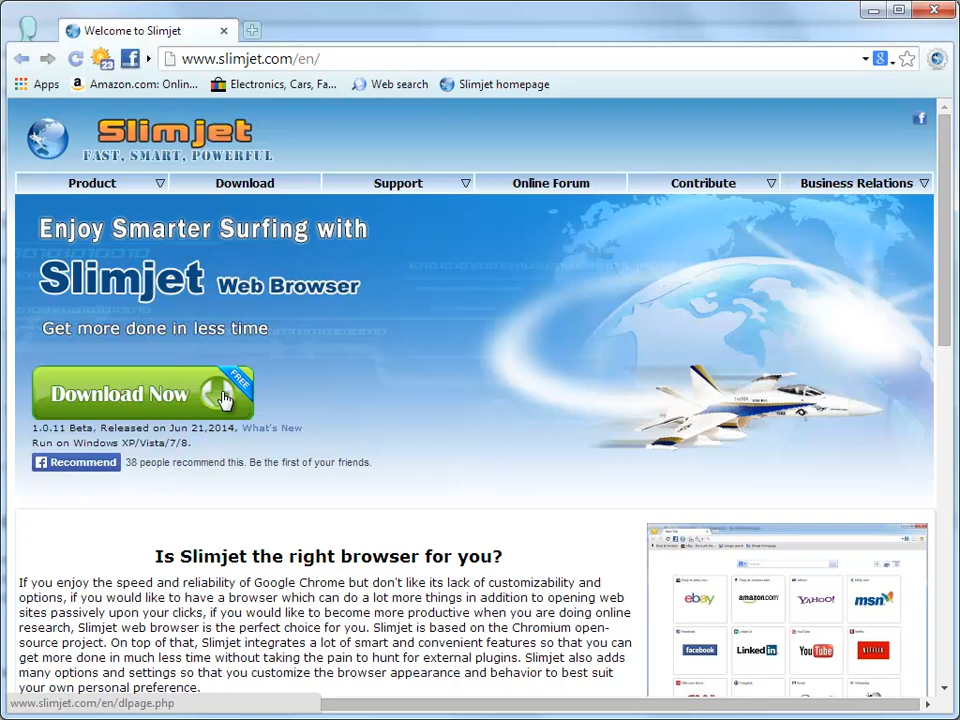 Welcome to Slimjet
23
www.slimjet.com/en/
Apps
Amazon.com: Onlin...
Electronics, Cars, Fa...
Web search
Slimjet homepage
Slimjet
FAST, SMART, POWERFUL
Product
Download
Support
Online Forum
Contribute
Business Relations
Enjoy Smarter Surfing with
Slimjet Web Browser
Get more done in less time
Download Now
FREE
1.0.11 Beta, Released on Jun 21,2014, What's New
Run on Windows XP/Vista/7/8.
Recommend 38 people recommend this. Be the first of your friends.
Is Slimjet the right browser for you?
If you enjoy the speed and reliability of Google Chrome but don't like its lack of customizability and
options, if you would like to have a browser which can do a lot more things in addition to opening web
sites passively upon your clicks, if you would like to become more productive when you are doing online
research, Slimjet web browser is the perfect choice for you. Slimjet is based on the Chromium open-
source project. On top of that, Slimjet integrates a lot of smart and convenient features so that you can
get more done in much less time without taking the pain to hunt for external plugins. Slimjet also adds
many options and settings so that you customize the browser appearance and behavior to best suit
your own personal preference.
ebay
amazon.com
YAHOO!
msn
facebook
LinkedIn
YouTube
NETFLIX
www.slimjet.com/en/dlpage.php